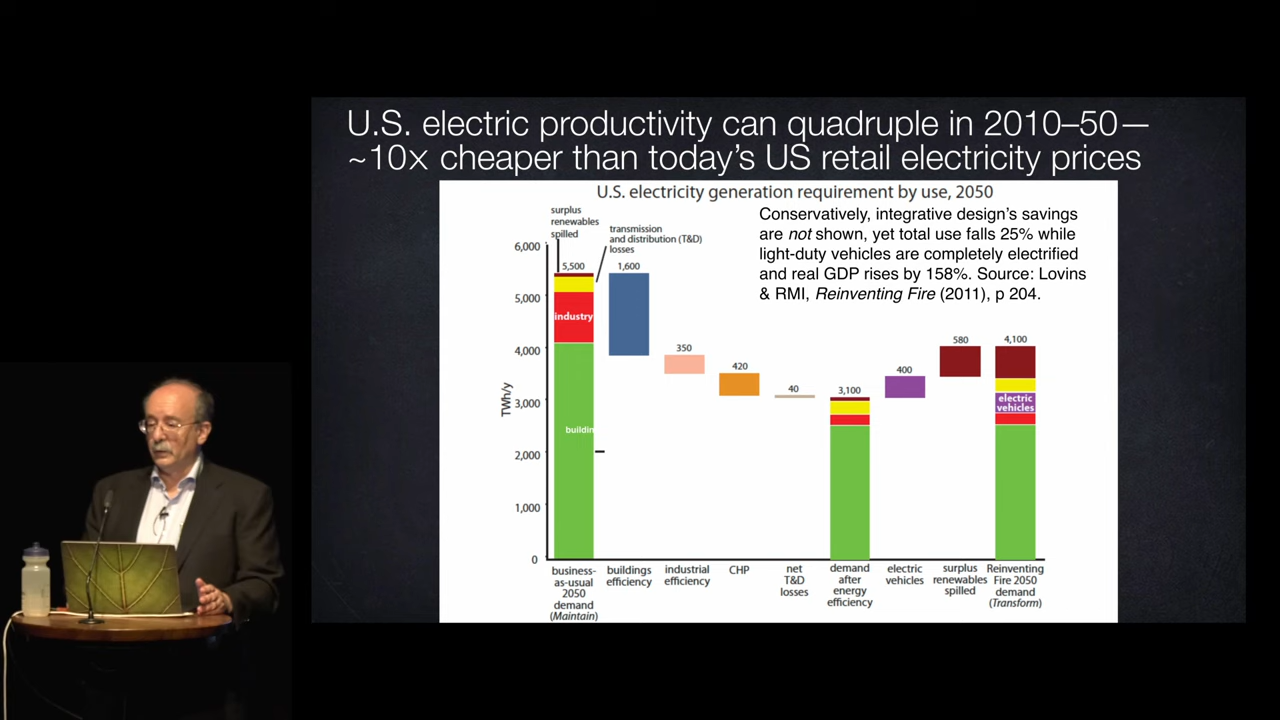 U.S. electric productivity can quadruple in 2010–50—
~10× cheaper than today's US retail electricity prices
U.S. electricity generation requirement by use, 2050
surplus
renewables
spilled
transmission
and distribution (T&D)
losses
Conservatively, integrative design's savings
are not shown, yet total use falls 25% while
light-duty vehicles are completely electrified
and real GDP rises by 158%. Source: Lovins
& RMI, Reinventing Fire (2011), p 204.
TWh/y
6,000
5,000
4,000
3,000
2,000
1,000
0
5,500
1,600
350
420
40
3,100
400
580
4,100
industry
buildin
electric
vehicles
business-
as-usual
2050
demand
(Maintain)
buildings
efficiency
industrial
efficiency
CHP
net
T&D
losses
demand
after
energy
efficiency
electric
vehicles
surplus
renewables
spilled
Reinventing
Fire 2050
demand
(Transform)